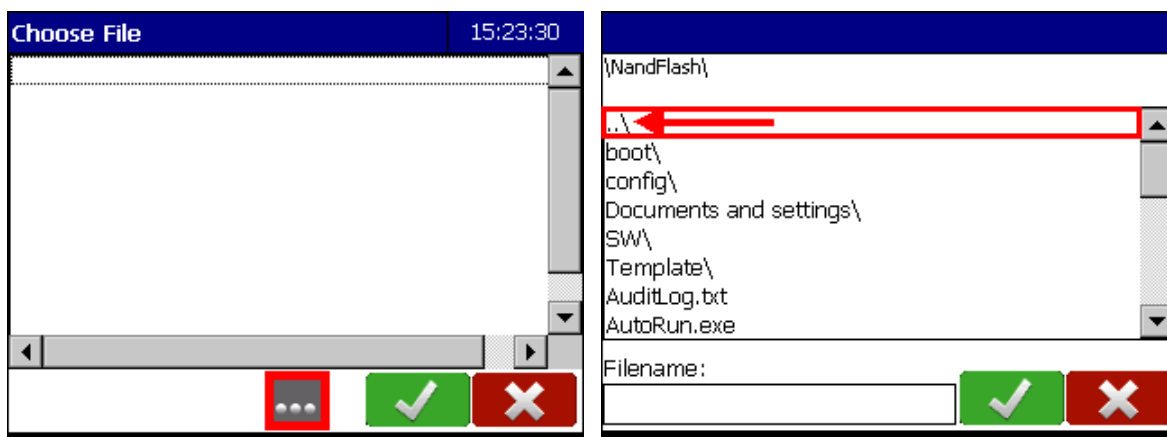 Choose File
15:23:30
...
\NandFlash\
..\
boot\
config\
Documents and settings\
SW\
Template\
AuditLog.txt
AutoRun.exe
Filename: